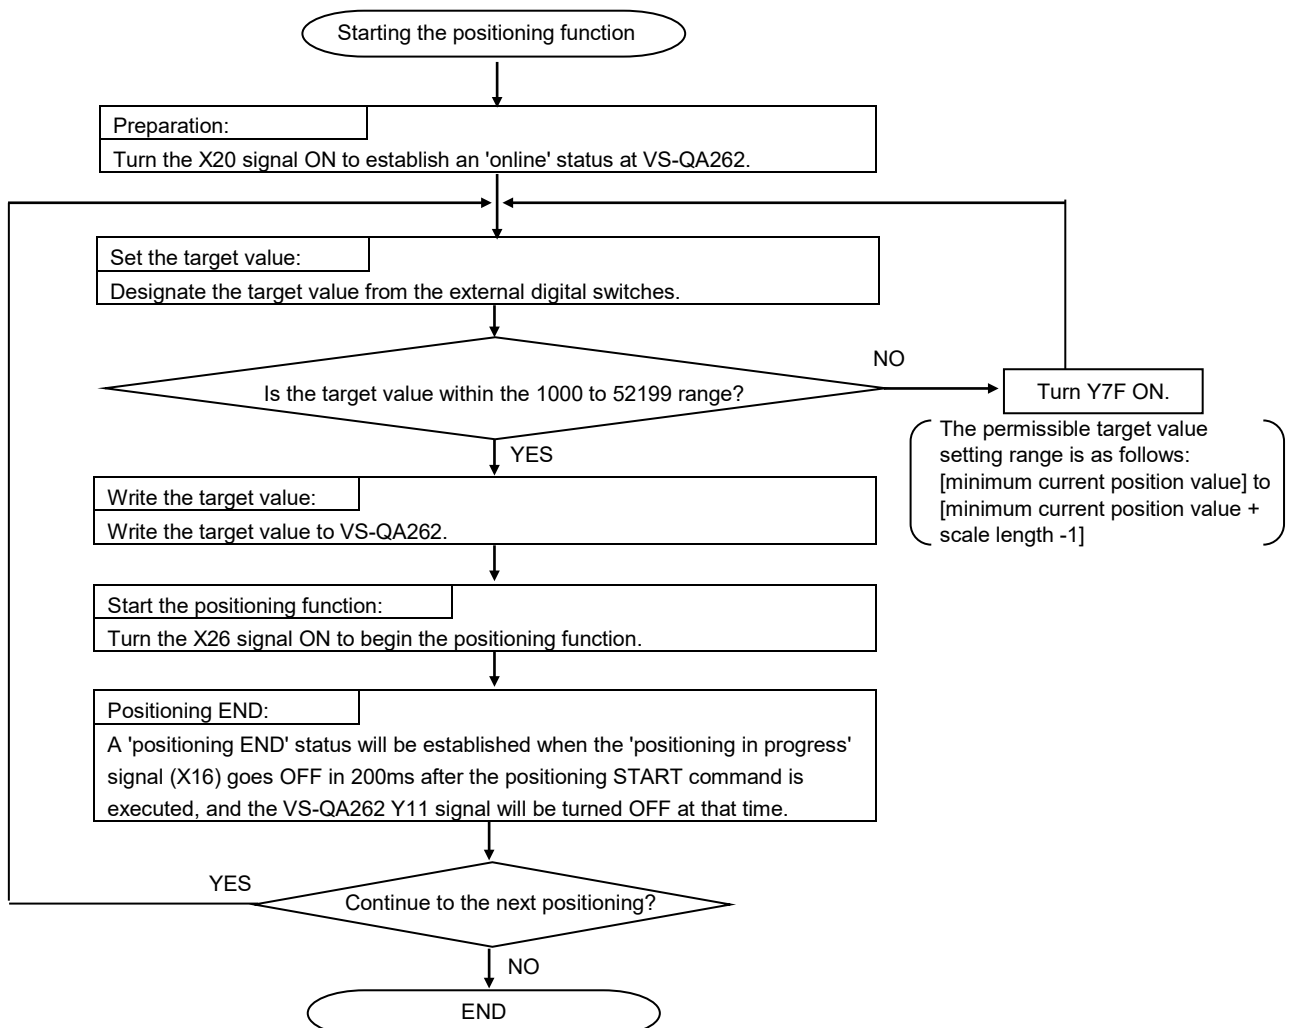 Starting the positioning function
Preparation:
Turn the X20 signal ON to establish an 'online' status at VS-QA262.
Set the target value:
Designate the target value from the external digital switches.
NO
Is the target value within the 1000 to 52199 range?
Turn Y7F ON.
The permissible target value
setting range is as follows:
[minimum current position value] to
[minimum current position value +
scale length -1]
YES
Write the target value:
Write the target value to VS-QA262.
Start the positioning function:
Turn the X26 signal ON to begin the positioning function.
Positioning END:
A 'positioning END' status will be established when the 'positioning in progress'
signal (X16) goes OFF in 200ms after the positioning START command is
executed, and the VS-QA262 Y11 signal will be turned OFF at that time.
YES
Continue to the next positioning?
NO
END